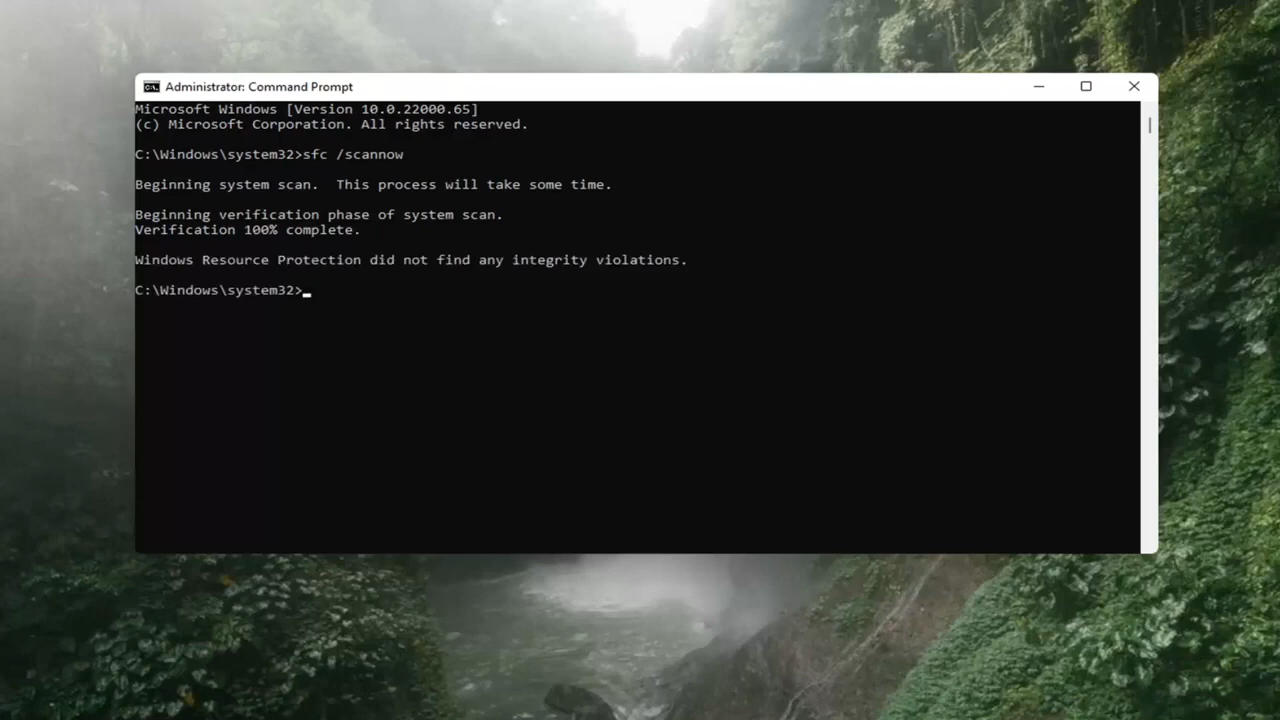 Administrator: Command Prompt
Microsoft Windows [Version 10.0.22000.65]
(c) Microsoft Corporation. All rights reserved.
C:\Windows\system32>sfc /scannow
Beginning system scan.  This process will take some time.
Beginning verification phase of system scan.
Verification 100% complete.
Windows Resource Protection did not find any integrity violations.
C:\Windows\system32>